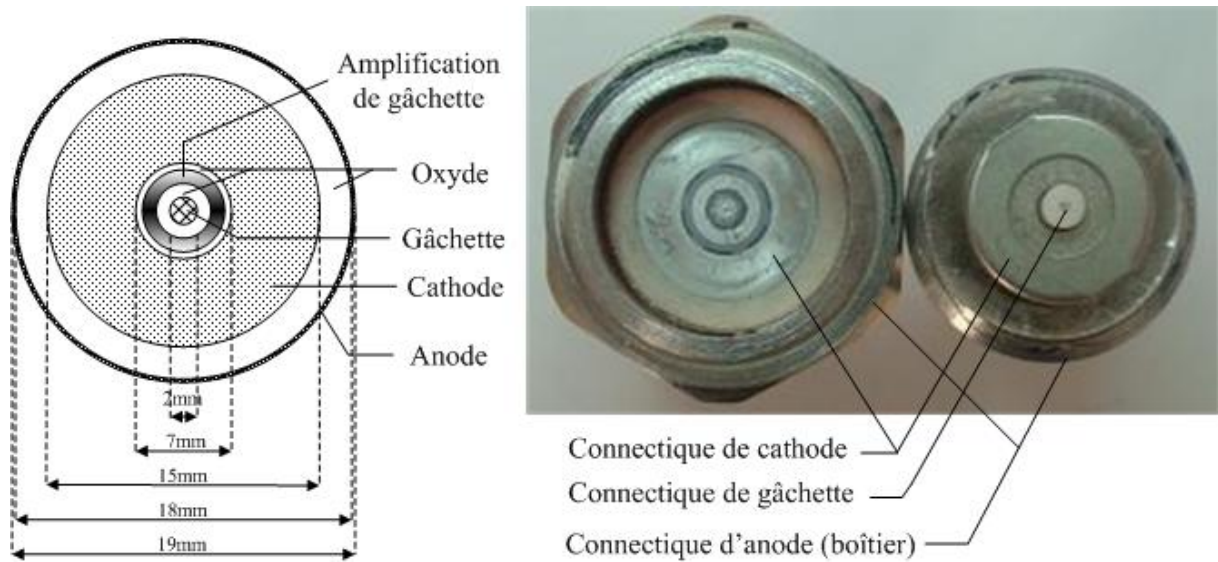 Amplification
de gâchette
Oxyde
Gâchette
Cathode
Anode
2mm
7mm
15mm
18mm
19mm
Connectique de cathode
Connectique de gâchette
Connectique d'anode (boîtier)